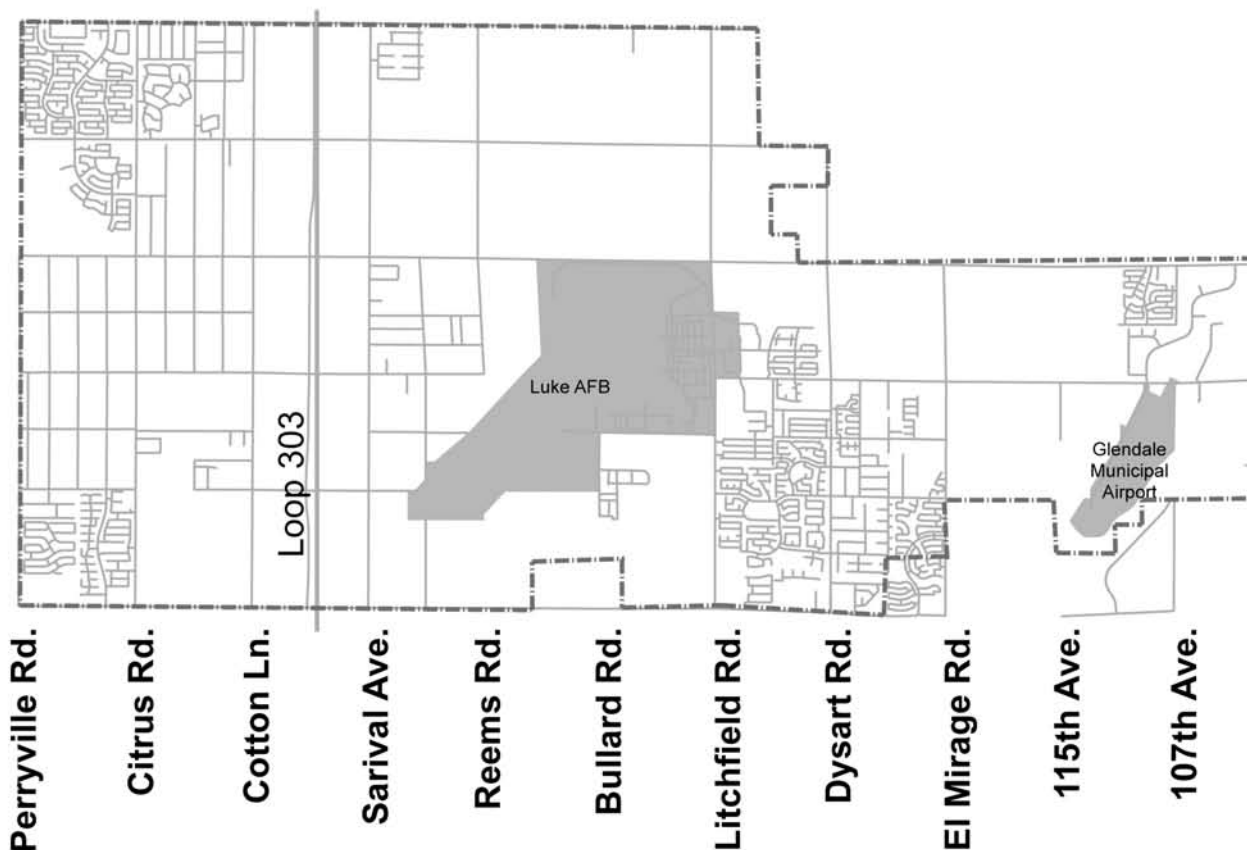 Luke AFB
Glendale
Municipal
Airport
Loop 303
Perryville Rd.
Citrus Rd.
Cotton Ln.
Sarival Ave.
Reems Rd.
Bullard Rd.
Litchfield Rd.
Dysart Rd.
El Mirage Rd.
115th Ave.
107th Ave.